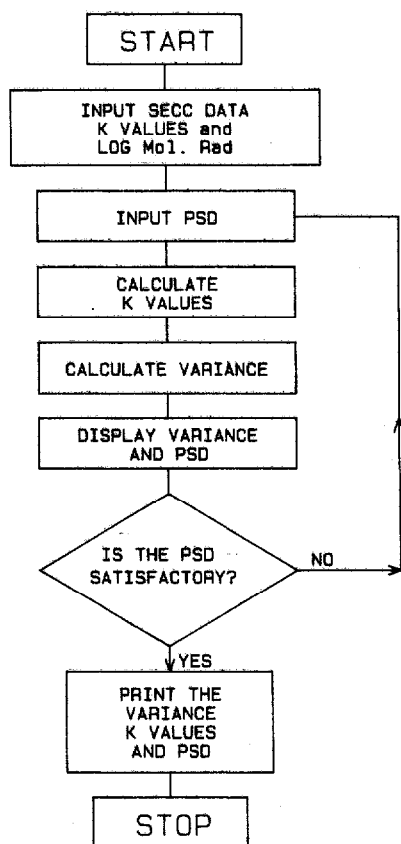 START
INPUT SECC DATA
K VALUES and
LOG Mol. Rad
INPUT PSD
CALCULATE
K VALUES
CALCULATE VARIANCE
DISPLAY VARIANCE
AND PSD
IS THE PSD
SATISFACTORY?
NO
YES
PRINT THE
VARIANCE
K VALUES
AND PSD
STOP